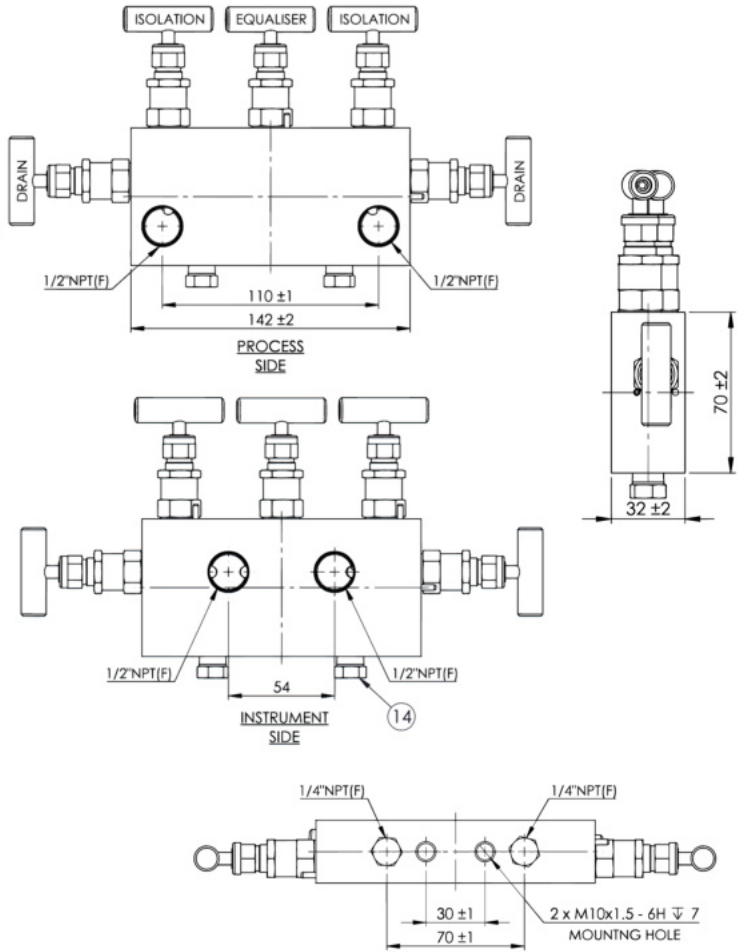 ISOLATION
EQUALISER
ISOLATION
DRAIN
DRAIN
1/2"NPT(F)
1/2"NPT(F)
110 ±1
142 ±2
PROCESS
SIDE
70 ±2
32 ±2
1/2"NPT(F)
1/2"NPT(F)
54
14
INSTRUMENT
SIDE
1/4"NPT(F)
1/4"NPT(F)
30 ±1
70 ±1
2 x M10x1.5 - 6H ↧ 7
MOUNTNG HOLE